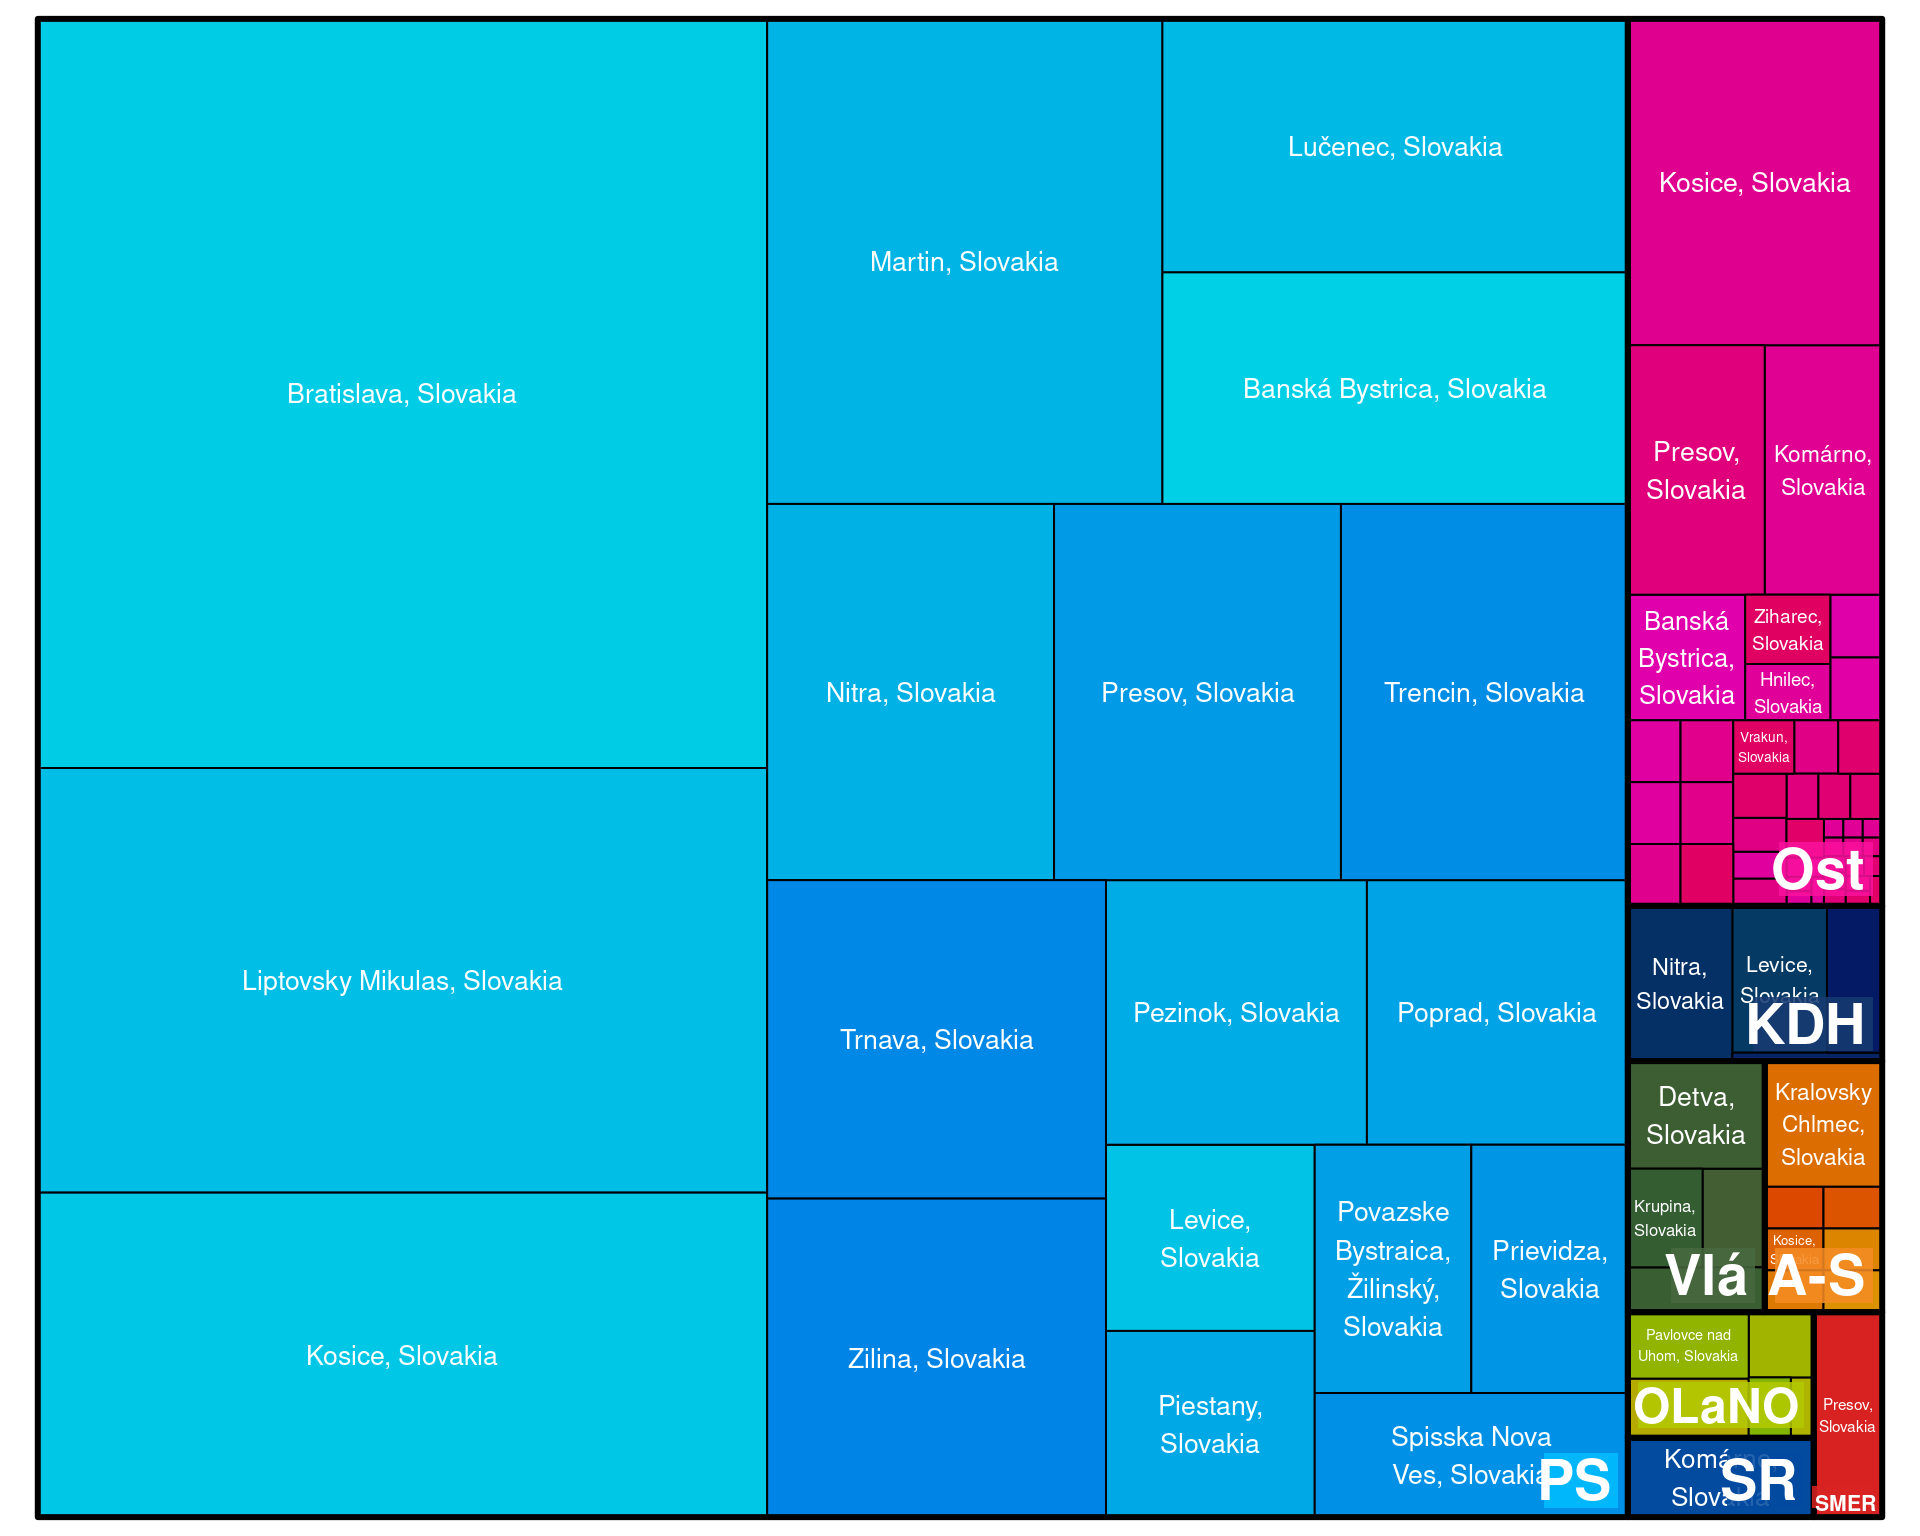 Bratislava, Slovakia
Liptovsky Mikulas, Slovakia
Kosice, Slovakia
Martin, Slovakia
Lučenec, Slovakia
Banská Bystrica, Slovakia
Nitra, Slovakia
Presov, Slovakia
Trencin, Slovakia
Trnava, Slovakia
Zilina, Slovakia
Pezinok, Slovakia
Poprad, Slovakia
Levice,
Slovakia
Piestany,
Slovakia
Povazske
Bystraica,
Žilinský,
Slovakia
Prievidza,
Slovakia
Spisska Nova
Ves, Slovakia
PS
Kosice, Slovakia
Presov,
Slovakia
Komárno,
Slovakia
Banská
Bystrica,
Slovakia
Ziharec,
Slovakia
Hnilec,
Slovakia
Vrakun,
Slovakia
Ost
Nitra,
Slovakia
Levice,
Slovakia
KDH
Detva,
Slovakia
Krupina,
Slovakia
Vlá
Kralovsky
Chlmec,
Slovakia
Kosice,
Slovakia
A-S
Pavlovce nad
Uhom, Slovakia
OLaNO
Komárno,
Slovakia
SR
Presov,
Slovakia
SMER